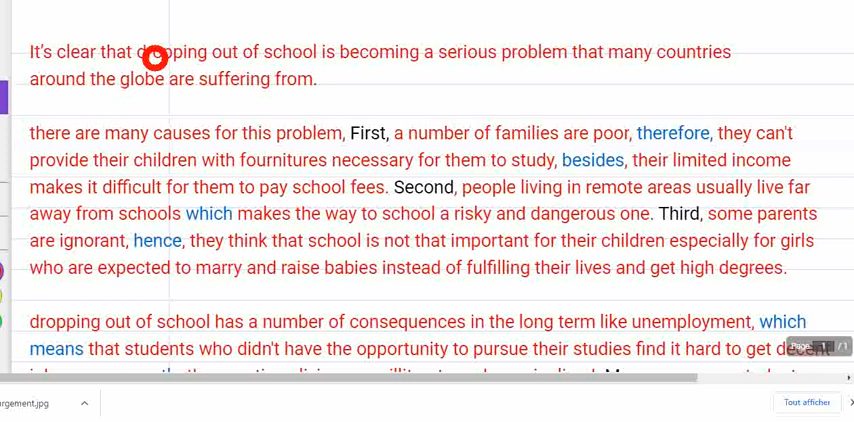 It's clear that dropping out of school is becoming a serious problem that many countries
around the globe are suffering from.
there are many causes for this problem, First, a number of families are poor, therefore, they can't
provide their children with fournitures necessary for them to study, besides, their limited income
makes it difficult for them to pay school fees. Second, people living in remote areas usually live far
away from schools which makes the way to school a risky and dangerous one. Third, some parents
are ignorant, hence, they think that school is not that important for their children especially for girls
who are expected to marry and raise babies instead of fulfilling their lives and get high degrees.
dropping out of school has a number of consequences in the long term like unemployment, which
means that students who didn't have the opportunity to pursue their studies find it hard to get decent
Page 1 / 1
argement.jpg
Tout afficher